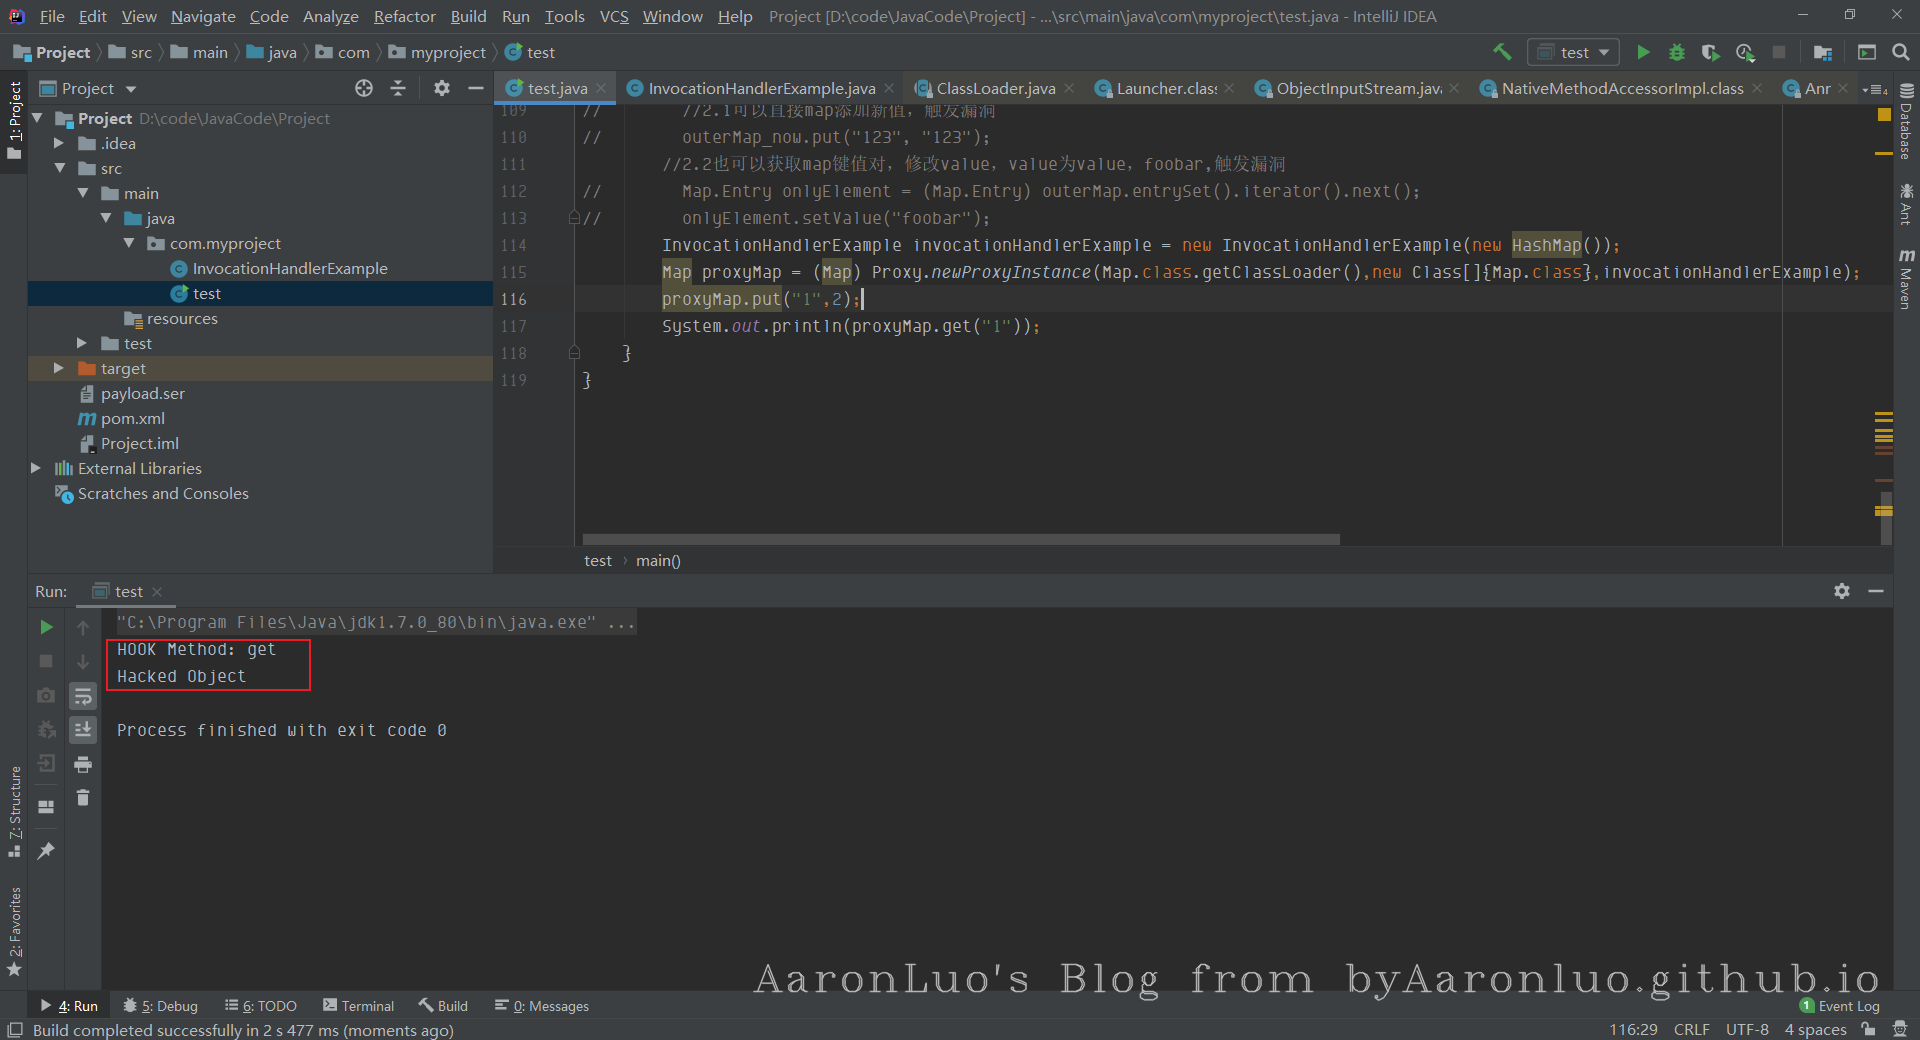 File Edit View Navigate Code Analyze Refactor Build Run Tools VCS Window Help Project [D:\code\JavaCode\Project] - ...\src\main\java\com\myproject\test.java - IntelliJ IDEA
Project src main java com myproject test
test
1: Project
Project
test.java InvocationHandlerExample.java ClassLoader.java Launcher.class ObjectInputStream.java NativeMethodAccessorImpl.class Anr
4
Project D:\code\JavaCode\Project
.idea
src
main
java
com.myproject
InvocationHandlerExample
test
resources
test
target
payload.ser
pom.xml
Project.iml
External Libraries
Scratches and Consoles
109 // //2.1可以直接map添加新值，触发漏洞
110 // outerMap_now.put("123", "123");
111 //2.2也可以获取map键值对，修改value，value为value，foobar,触发漏洞
112 // Map.Entry onlyElement = (Map.Entry) outerMap.entrySet().iterator().next();
113 // onlyElement.setValue("foobar");
114 InvocationHandlerExample invocationHandlerExample = new InvocationHandlerExample(new HashMap());
115 Map proxyMap = (Map) Proxy.newProxyInstance(Map.class.getClassLoader(),new Class[]{Map.class},invocationHandlerExample);
116 proxyMap.put("1",2);
117 System.out.println(proxyMap.get("1"));
118 }
119 }
test › main()
Database
Ant
Maven
Run: test
"C:\Program Files\Java\jdk1.7.0_80\bin\java.exe" ...
HOOK Method: get
Hacked Object
Process finished with exit code 0
7: Structure
2: Favorites
AaronLuo's Blog from byAaronluo.github.io
4: Run 5: Debug 6: TODO Terminal Build 0: Messages
1 Event Log
Build completed successfully in 2 s 477 ms (moments ago)
116:29 CRLF UTF-8 4 spaces